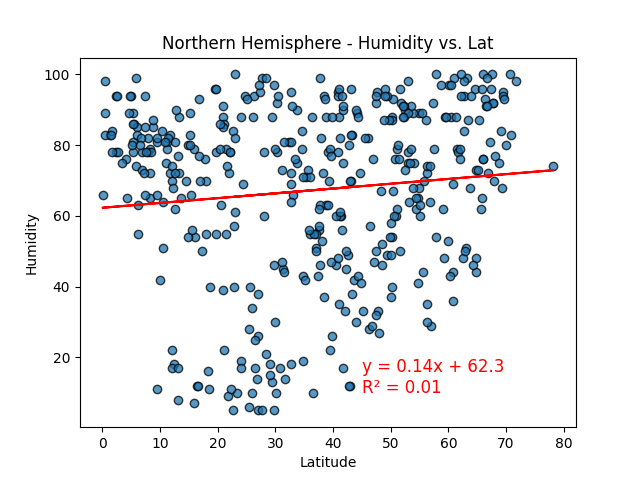 Northern Hemisphere - Humidity vs. Lat
100
80
60
40
20
Humidity
y = 0.14x + 62.3
R² = 0.01
0 10 20 30 40 50 60 70 80
Latitude